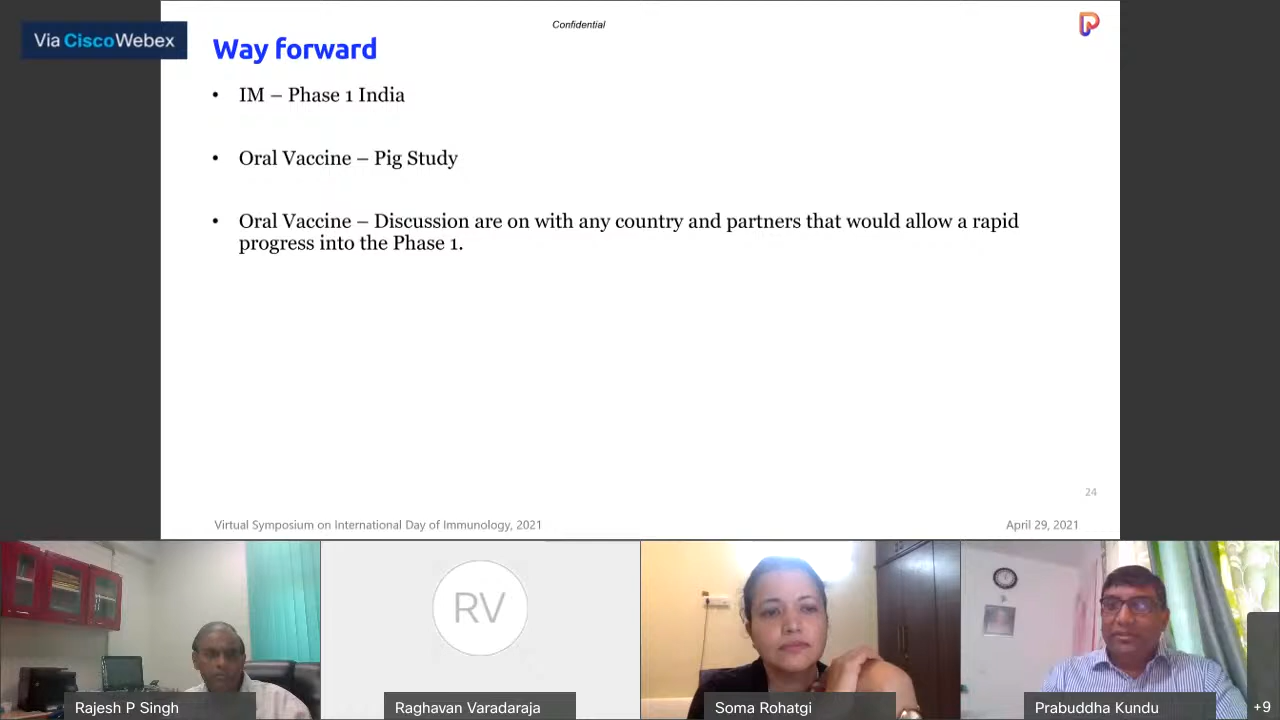 Confidential
Via CiscoWebex
Way forward
• IM – Phase 1 India
• Oral Vaccine – Pig Study
• Oral Vaccine – Discussion are on with any country and partners that would allow a rapid
progress into the Phase 1.
24
Virtual Symposium on International Day of Immunology, 2021
April 29, 2021
RV
Rajesh P Singh
Raghavan Varadaraja
Soma Rohatgi
Prabuddha Kundu
+9